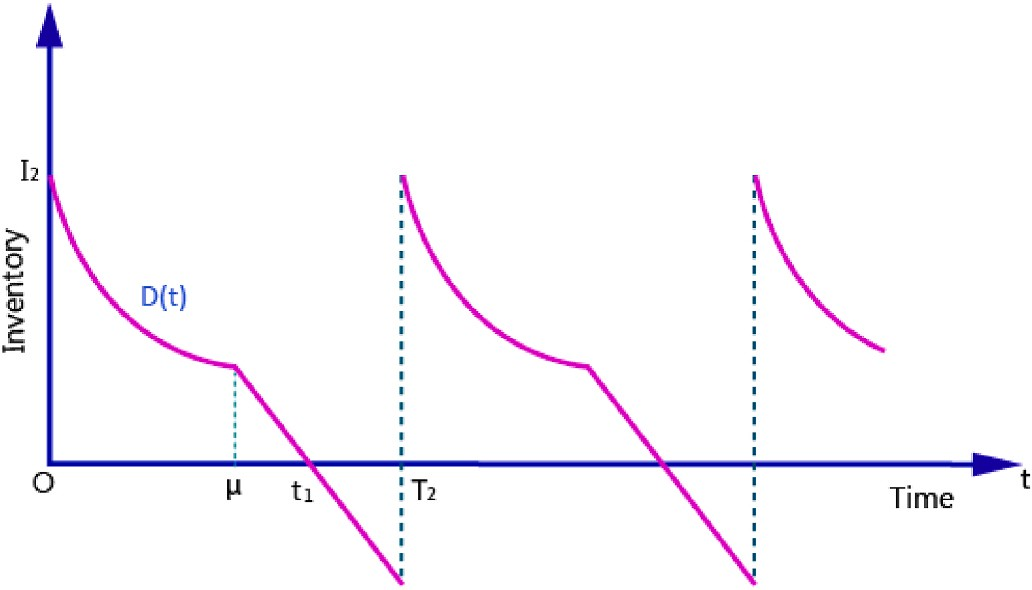 I₂
Inventory
D(t)
O
μ
t₁
T₂
Time
t